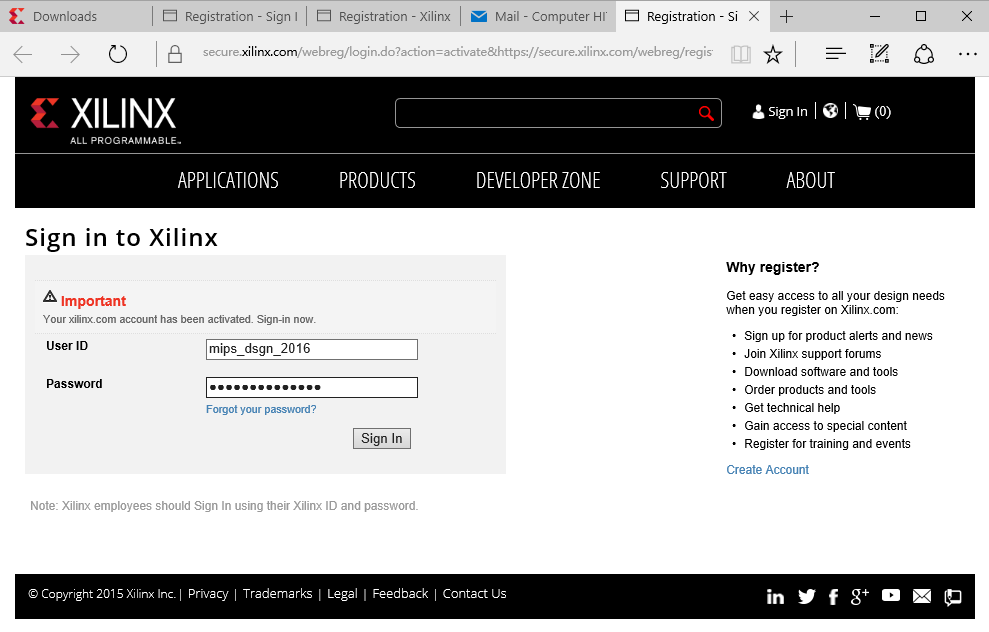 Downloads
Registration - Sign I
Registration - Xilinx
Mail - Computer HI
Registration - Si
secure.xilinx.com/webreg/login.do?action=activate&https://secure.xilinx.com/webreg/regis
XILINX
ALL PROGRAMMABLE™
Sign In
(0)
APPLICATIONS
PRODUCTS
DEVELOPER ZONE
SUPPORT
ABOUT
Sign in to Xilinx
Important
Your xilinx.com account has been activated. Sign-in now.
User ID
mips_dsgn_2016
Password
••••••••••••••
Forgot your password?
Sign In
Note: Xilinx employees should Sign In using their Xilinx ID and password.
Why register?
Get easy access to all your design needs
when you register on Xilinx.com:
• Sign up for product alerts and news
• Join Xilinx support forums
• Download software and tools
• Order products and tools
• Get technical help
• Gain access to special content
• Register for training and events
Create Account
© Copyright 2015 Xilinx Inc. | Privacy | Trademarks | Legal | Feedback | Contact Us